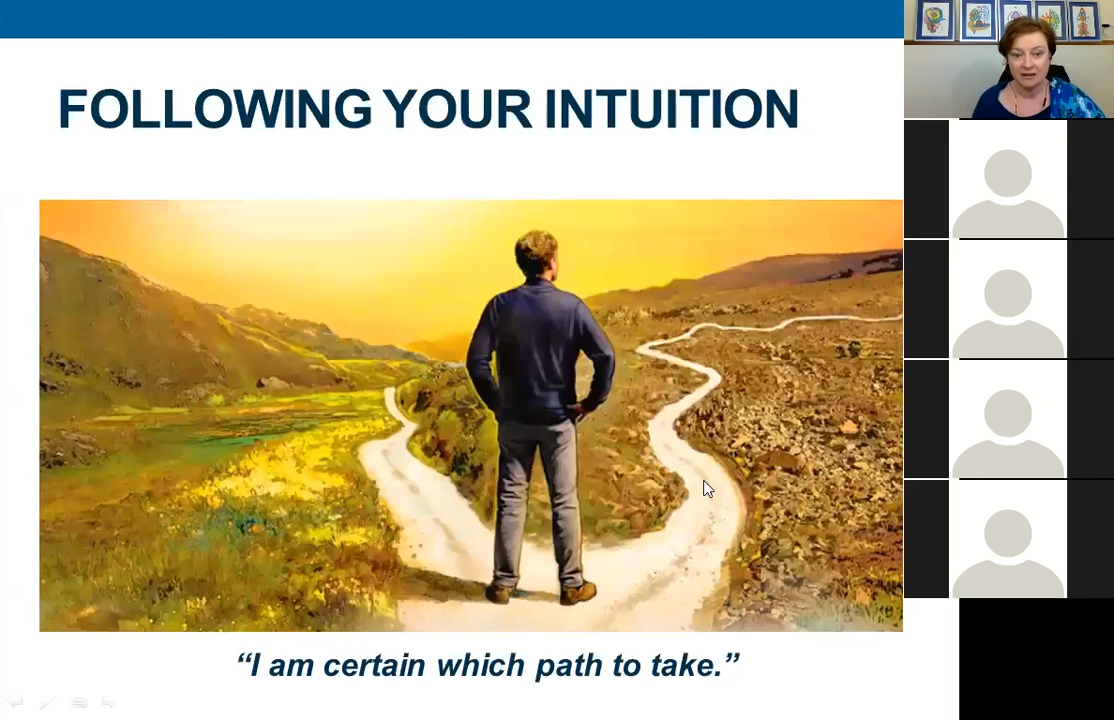 FOLLOWING YOUR INTUITION
“I am certain which path to take.”